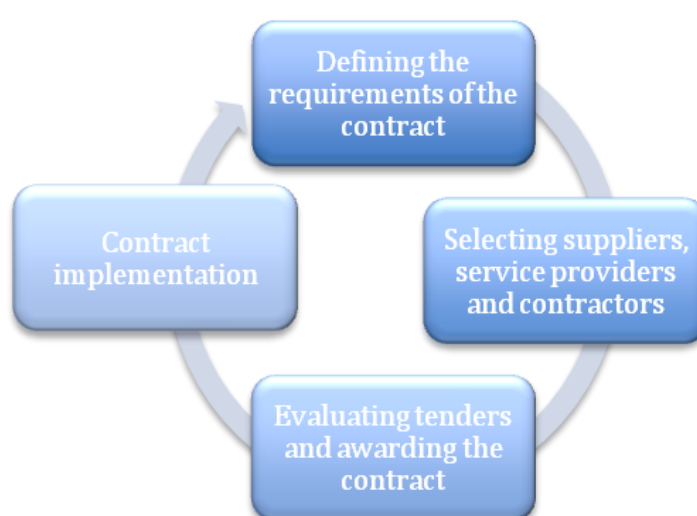 Defining the
requirements of the
contract
Selecting suppliers,
service providers
and contractors
Evaluating tenders
and awarding the
contract
Contract
implementation